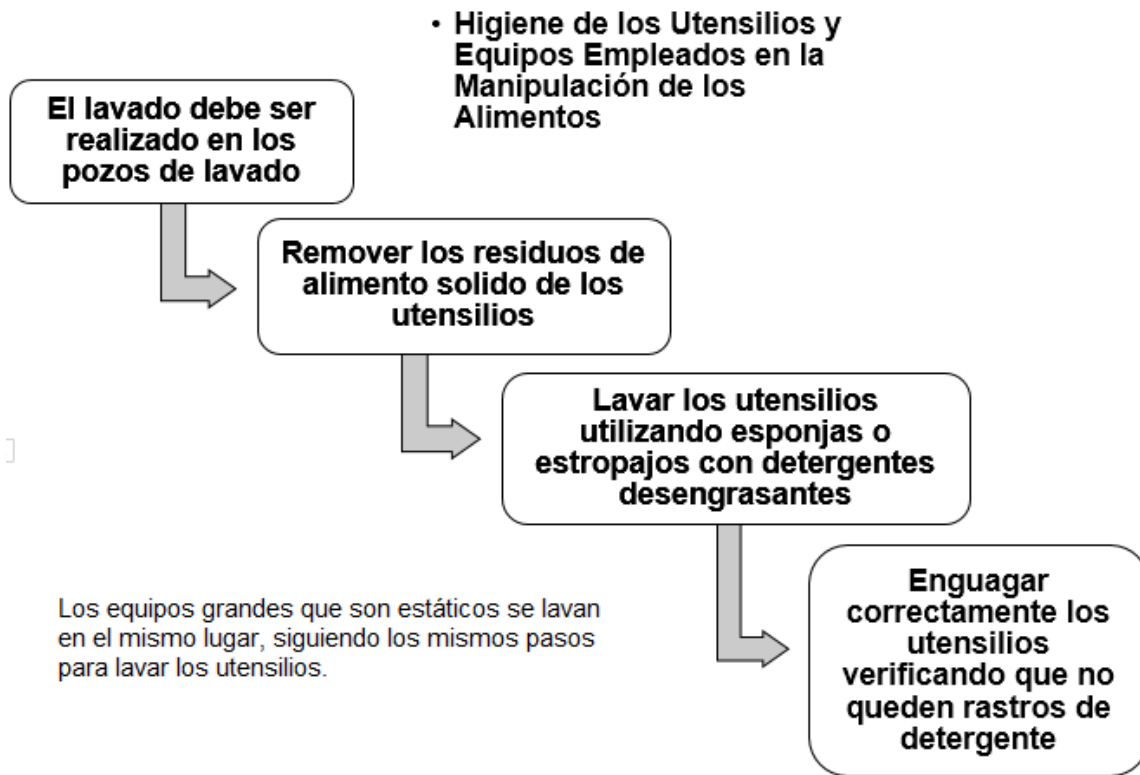 • Higiene de los Utensilios y
Equipos Empleados en la
Manipulación de los
Alimentos
El lavado debe ser
realizado en los
pozos de lavado
Remover los residuos de
alimento solido de los
utensilios
Lavar los utensilios
utilizando esponjas o
estropajos con detergentes
desengrasantes
Enguagar
correctamente los
utensilios
verificando que no
queden rastros de
detergente
Los equipos grandes que son estáticos se lavan
en el mismo lugar, siguiendo los mismos pasos
para lavar los utensilios.